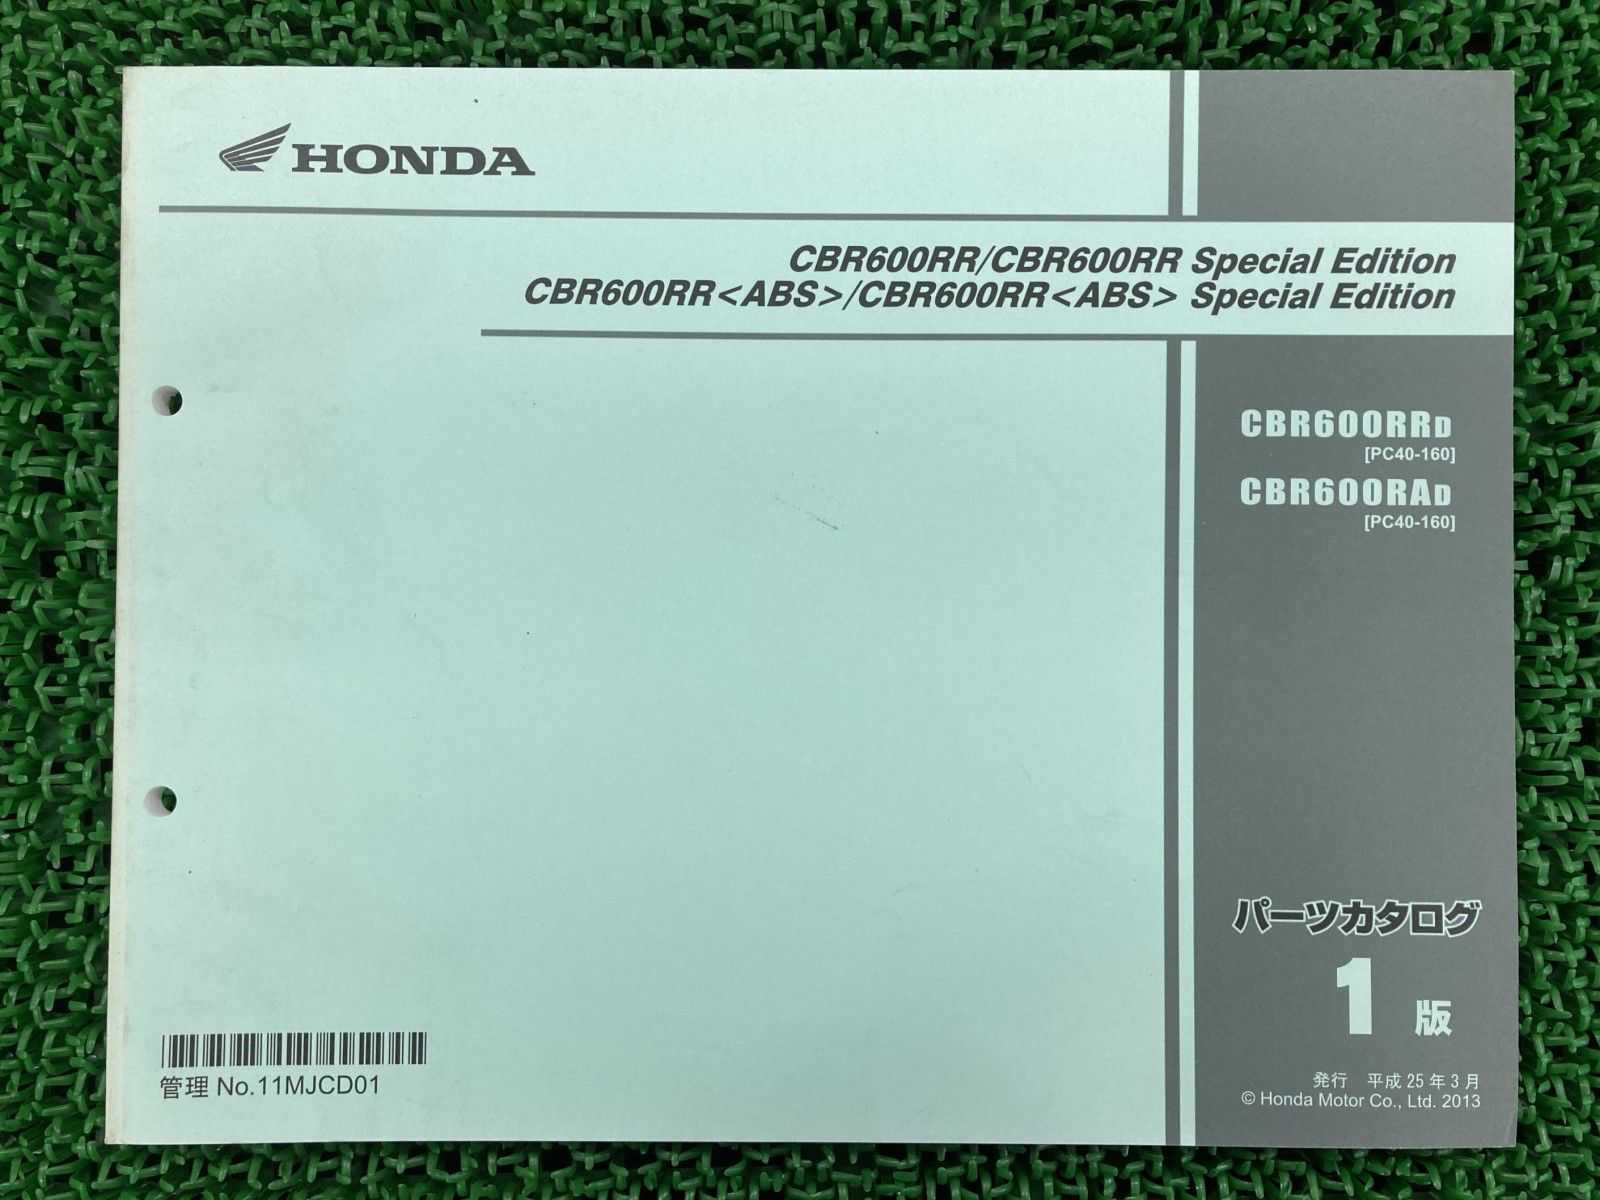 HONDA
CBR600RR/CBR600RR Special Edition
CBR600RR<ABS>/CBR600RR<ABS> Special Edition
CBR600RRD
[PC40-160]
CBR600RAD
[PC40-160]
パーツカタログ
1版
発行 平成25年3月
© Honda Motor Co., Ltd. 2013
管理 No.11MJCD01